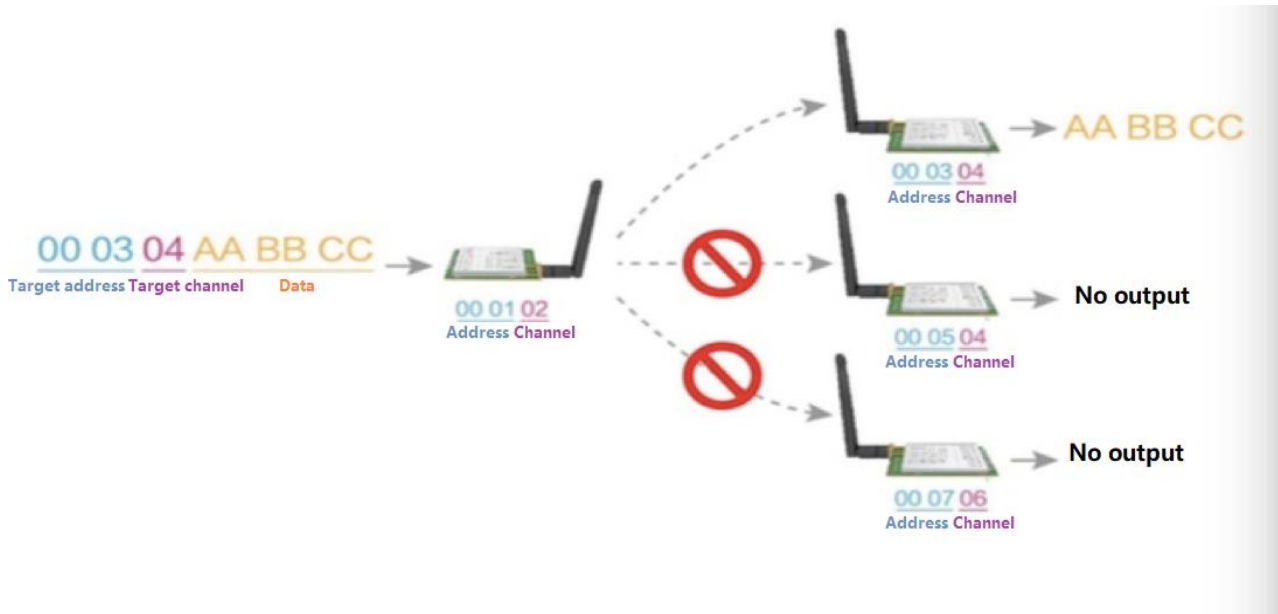 00 03 04 AA BB CC
Target address Target channel Data
00 01 02
Address Channel
AA BB CC
00 03 04
Address Channel
No output
00 05 04
Address Channel
No output
00 07 06
Address Channel